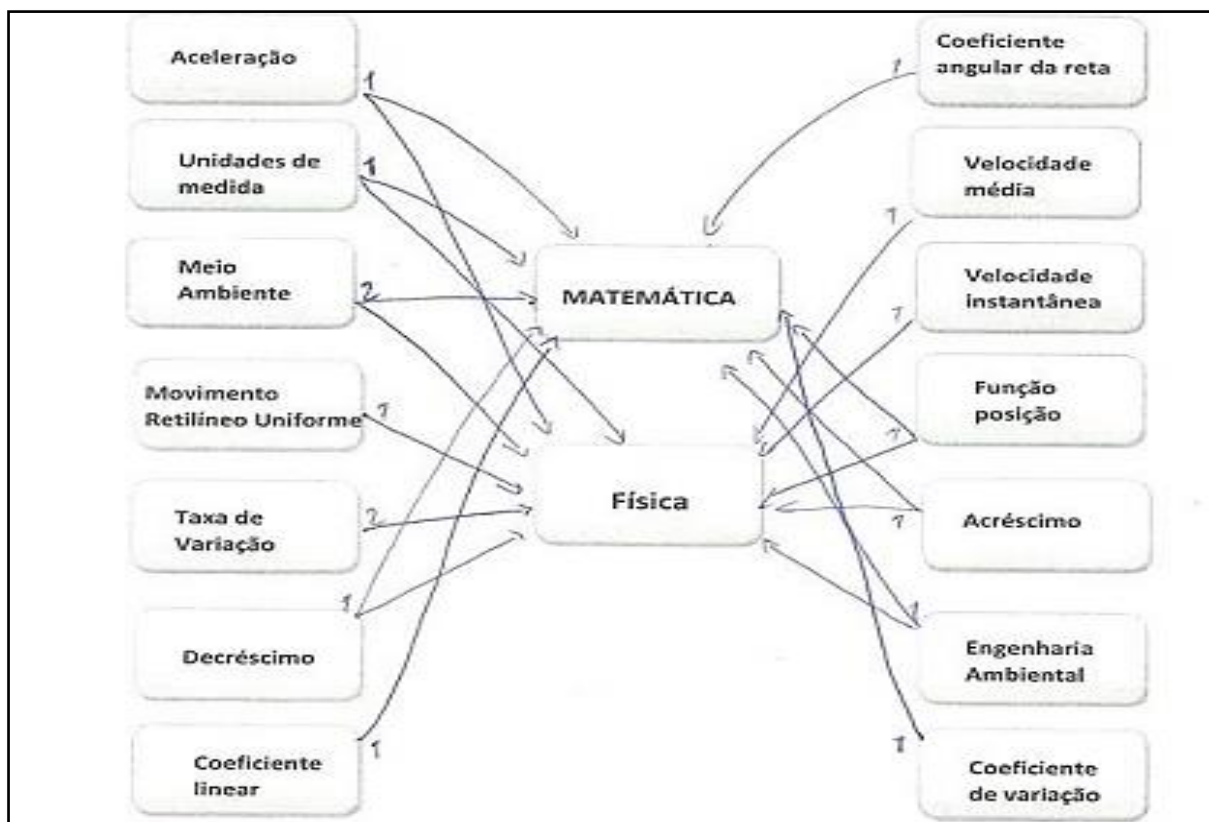 Aceleração
1
Unidades de
medida
1
Meio
Ambiente
2
Movimento
Retilíneo Uniforme
1
Taxa de
Variação
2
Decréscimo
1
Coeficiente
linear
1
MATEMÁTICA
Física
Coeficiente
angular da reta
1
Velocidade
média
1
Velocidade
instantânea
1
Função
posição
1
Acréscimo
1
Engenharia
Ambiental
1
Coeficiente
de variação
1